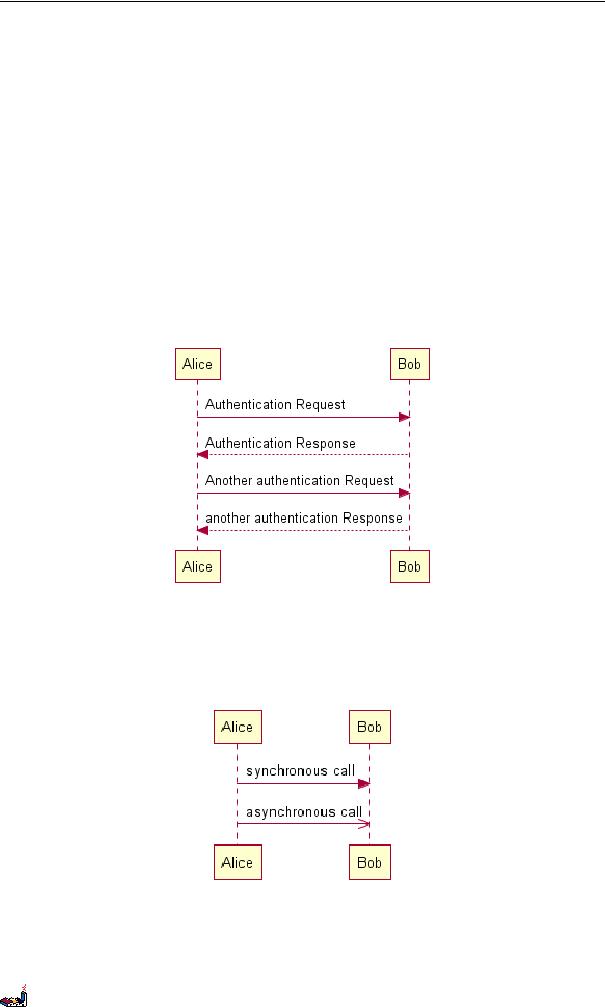 Alice Bob
Authentication Request
Authentication Response
Another authentication Request
another authentication Response
Alice Bob
Alice Bob
synchronous call
asynchronous call
Alice Bob